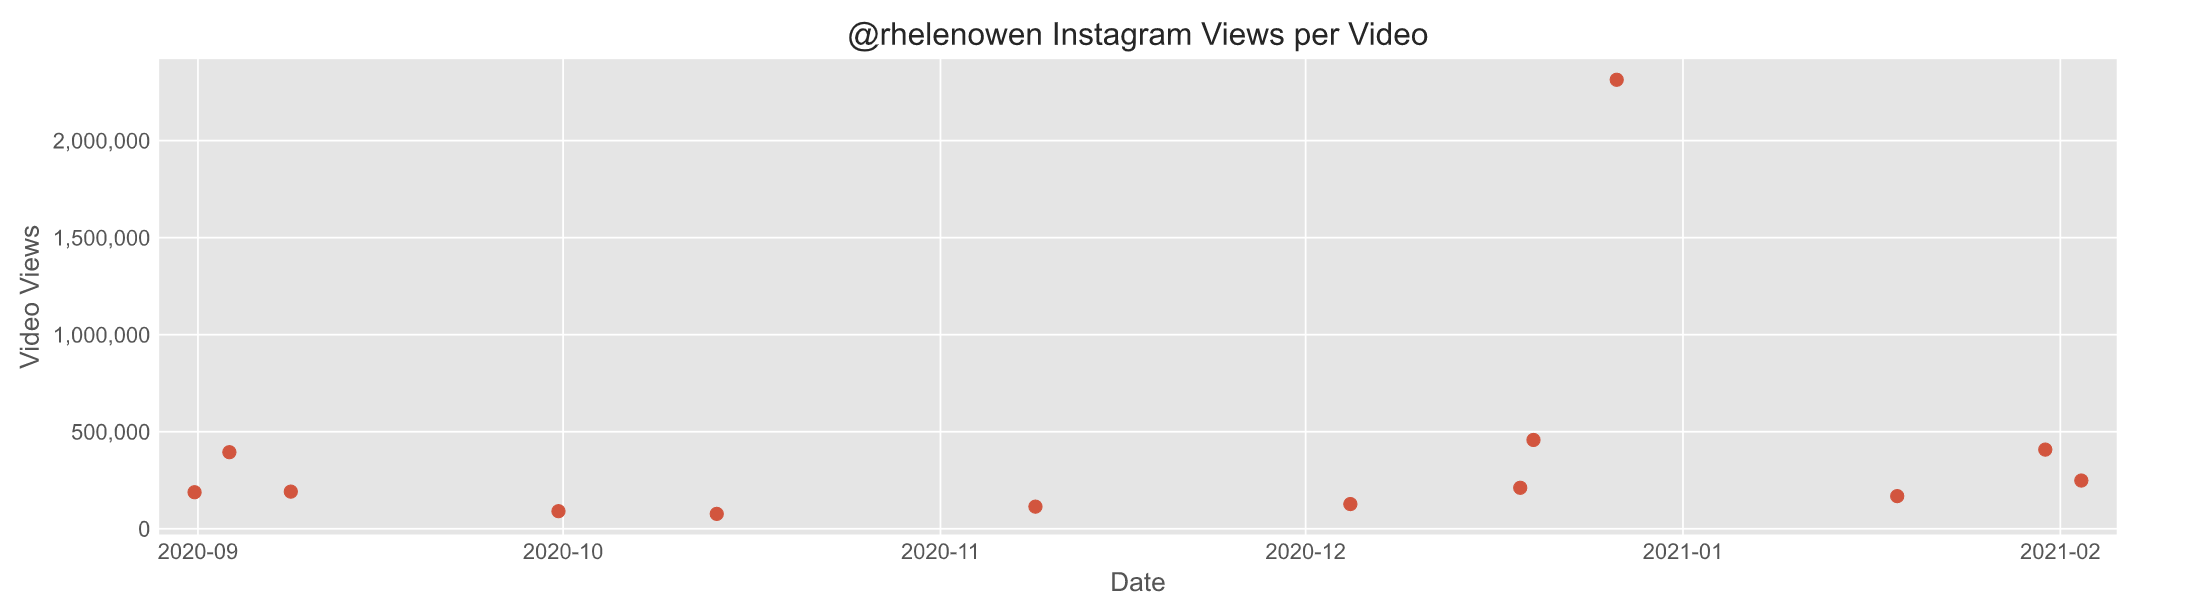 @rhelenowen Instagram Views per Video
Video Views
2,000,000
1,500,000
1,000,000
500,000
0
2020-09 2020-10 2020-11 2020-12 2021-01 2021-02
Date